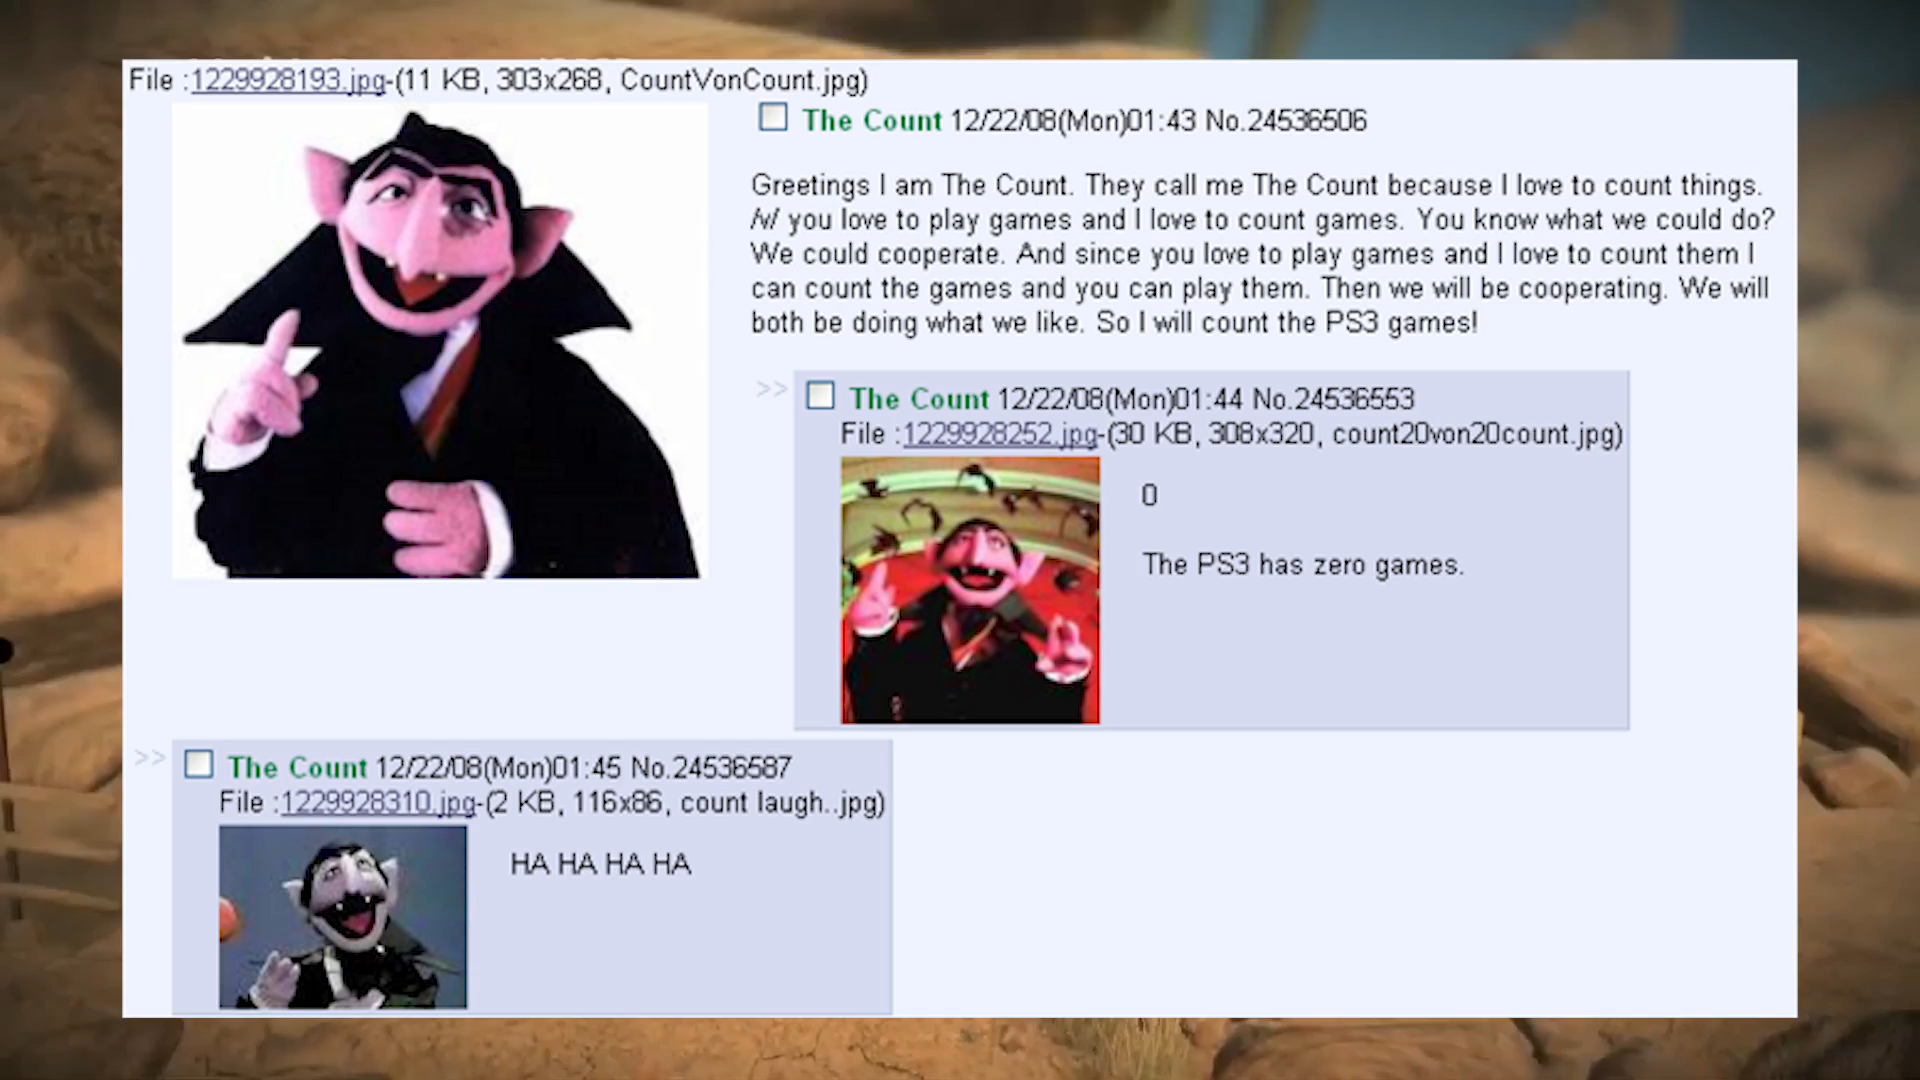 File :1229928193.jpg-(11 KB, 303x268, CountVonCount.jpg)
The Count 12/22/08(Mon)01:43 No.24536506
Greetings I am The Count. They call me The Count because I love to count things.
/v/ you love to play games and I love to count games. You know what we could do?
We could cooperate. And since you love to play games and I love to count them I
can count the games and you can play them. Then we will be cooperating. We will
both be doing what we like. So I will count the PS3 games!
>> The Count 12/22/08(Mon)01:44 No.24536553
File :1229928252.jpg-(30 KB, 308x320, count20von20count.jpg)
0
The PS3 has zero games.
>> The Count 12/22/08(Mon)01:45 No.24536587
File :1229928310.jpg-(2 KB, 116x86, count laugh..jpg)
HA HA HA HA